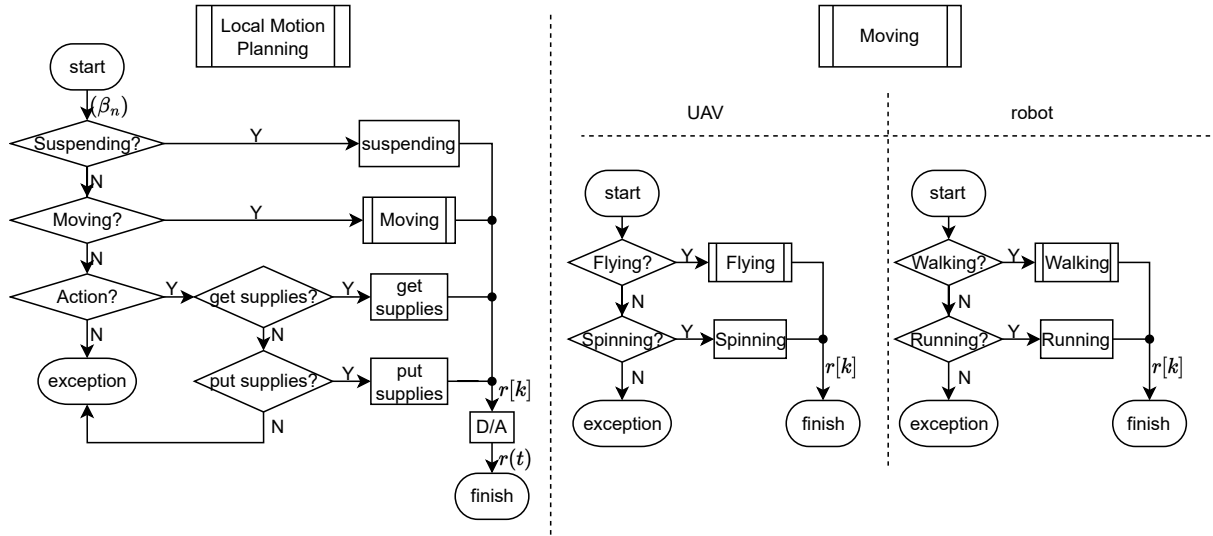 Local Motion
Planning
start
(βₙ)
Suspending?
Y
suspending
N
Moving?
Y
Moving
N
Action?
Y
get supplies?
Y
get
supplies
N
N
exception
put supplies?
Y
put
supplies
N
r[k]
D/A
r(t)
finish
Moving
UAV
robot
start
Flying?
Y
Flying
N
Spinning?
Y
Spinning
N
r[k]
exception
finish
start
Walking?
Y
Walking
N
Running?
Y
Running
N
r[k]
exception
finish